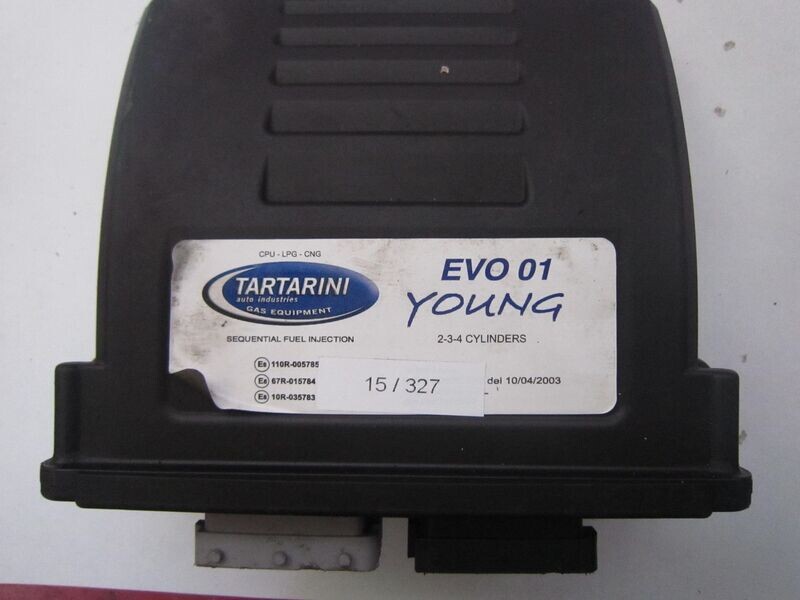 CPU - LPG - CNG
TARTARINI
auto industries
GAS EQUIPMENT
EVO 01
YOUNG
SEQUENTIAL FUEL INJECTION
2-3-4 CYLINDERS
E8 110R-005785
E8 67R-015784
E8 10R-035783
15 / 327
del 10/04/2003